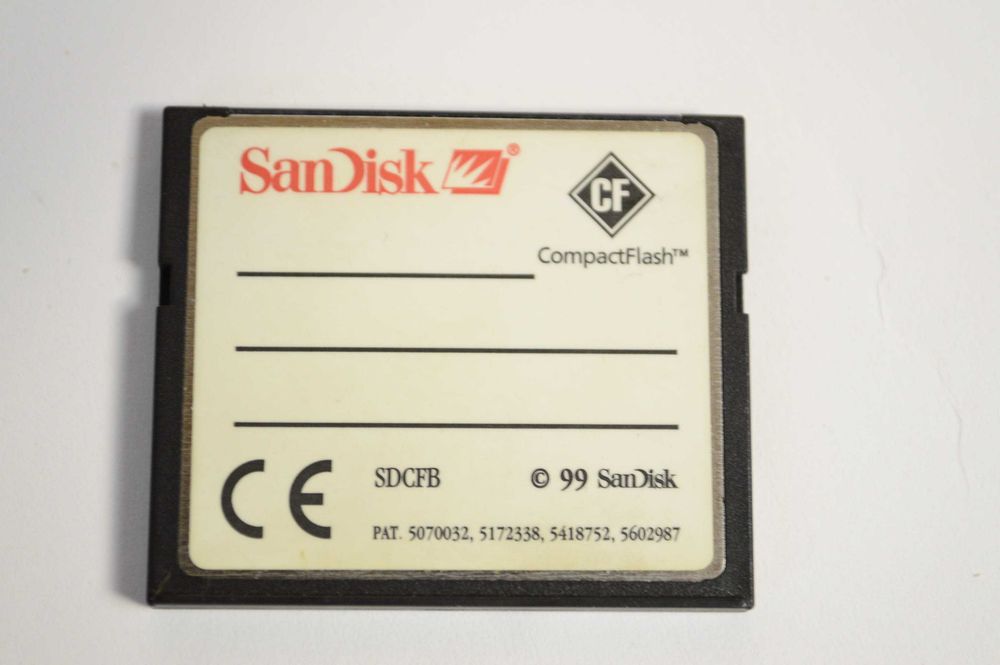 SanDisk ®
CF
CompactFlash™
CE SDCFB © 99 SanDisk
PAT. 5070032, 5172338, 5418752, 5602987